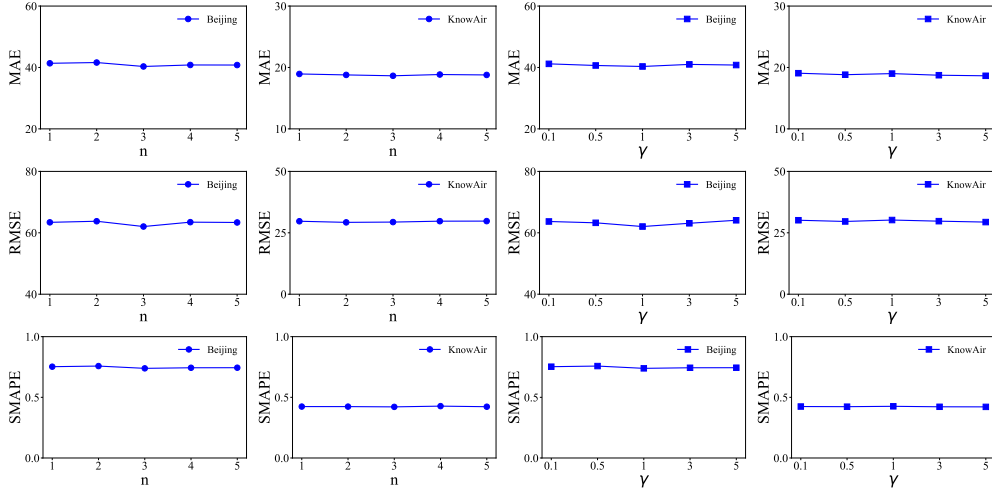 60 40 20 MAE 1 2 3 4 5 n Beijing
30 20 10 MAE 1 2 3 4 5 n KnowAir
60 40 20 MAE 0.1 0.5 1 3 5 γ Beijing
30 20 10 MAE 0.1 0.5 1 3 5 γ KnowAir
80 60 40 RMSE 1 2 3 4 5 n Beijing
50 25 0 RMSE 1 2 3 4 5 n KnowAir
80 60 40 RMSE 0.1 0.5 1 3 5 γ Beijing
50 25 0 RMSE 0.1 0.5 1 3 5 γ KnowAir
1.0 0.5 0.0 SMAPE 1 2 3 4 5 n Beijing
1.0 0.5 0.0 SMAPE 1 2 3 4 5 n KnowAir
1.0 0.5 0.0 SMAPE 0.1 0.5 1 3 5 γ Beijing
1.0 0.5 0.0 SMAPE 0.1 0.5 1 3 5 γ KnowAir